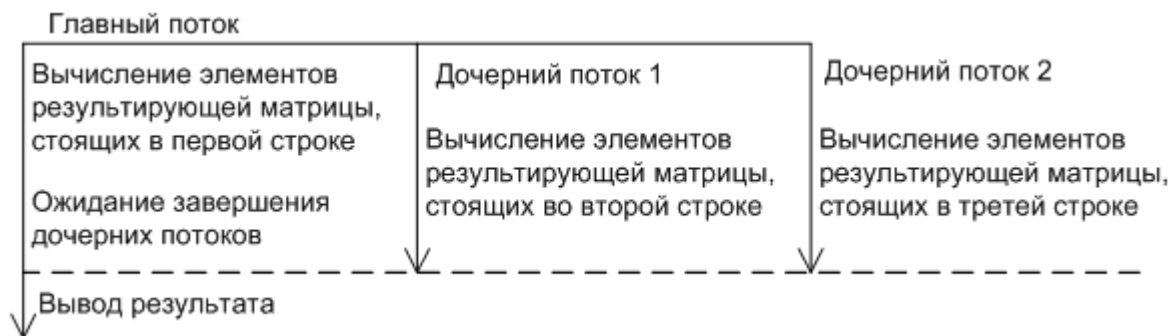 Главный поток
Вычисление элементов
результирующей матрицы,
стоящих в первой строке
Ожидание завершения
дочерних потоков
Вывод результата
Дочерний поток 1
Вычисление элементов
результирующей матрицы,
стоящих во второй строке
Дочерний поток 2
Вычисление элементов
результирующей матрицы,
стоящих в третей строке